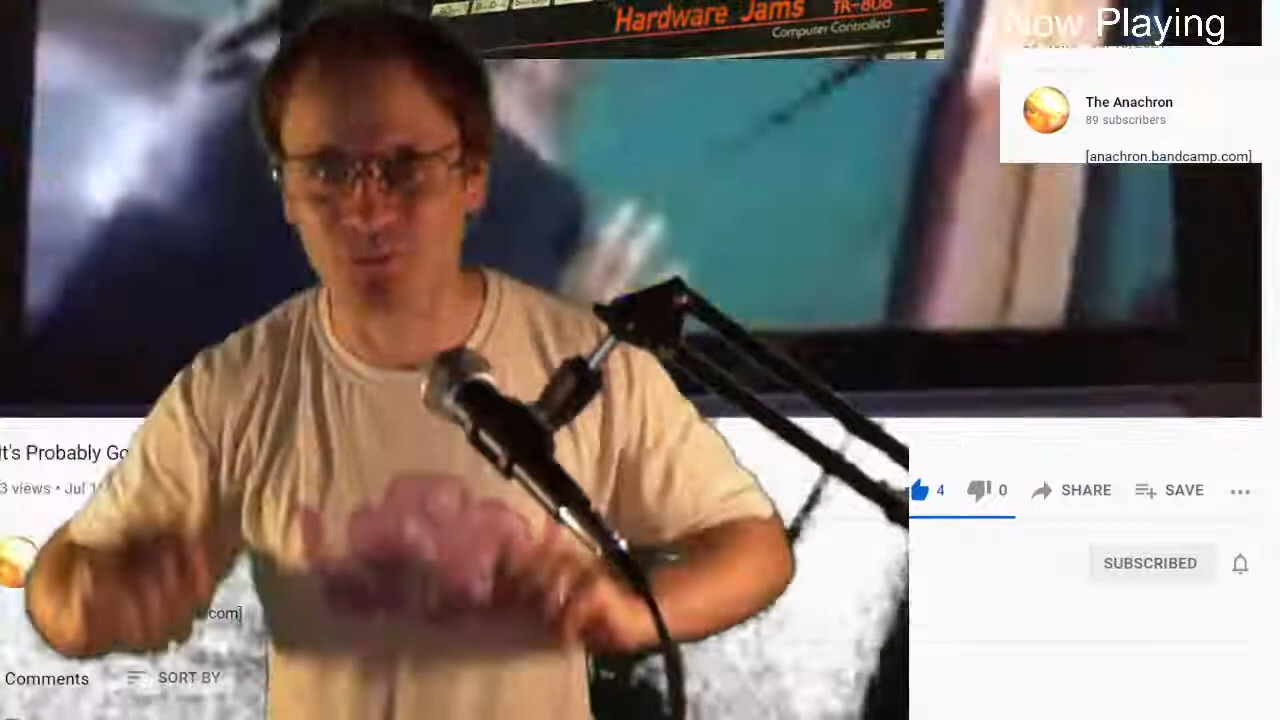 Hardware Jams TR-808
Computer Controlled
Now Playing
The Anachron
89 subscribers
[anachron.bandcamp.com]
It's Probably Go
3 views • Jul 1
4 0 SHARE SAVE
SUBSCRIBED
.com]
Comments SORT BY